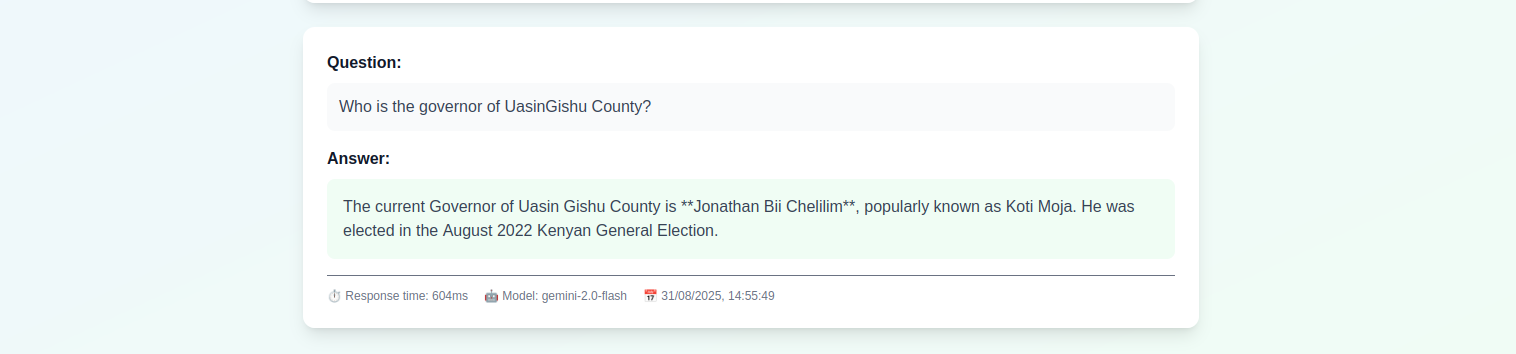 Question:
Who is the governor of UasinGishu County?
Answer:
The current Governor of Uasin Gishu County is **Jonathan Bii Chelilim**, popularly known as Koti Moja. He was
elected in the August 2022 Kenyan General Election.
⏱️ Response time: 604ms 🤖 Model: gemini-2.0-flash 📅 31/08/2025, 14:55:49